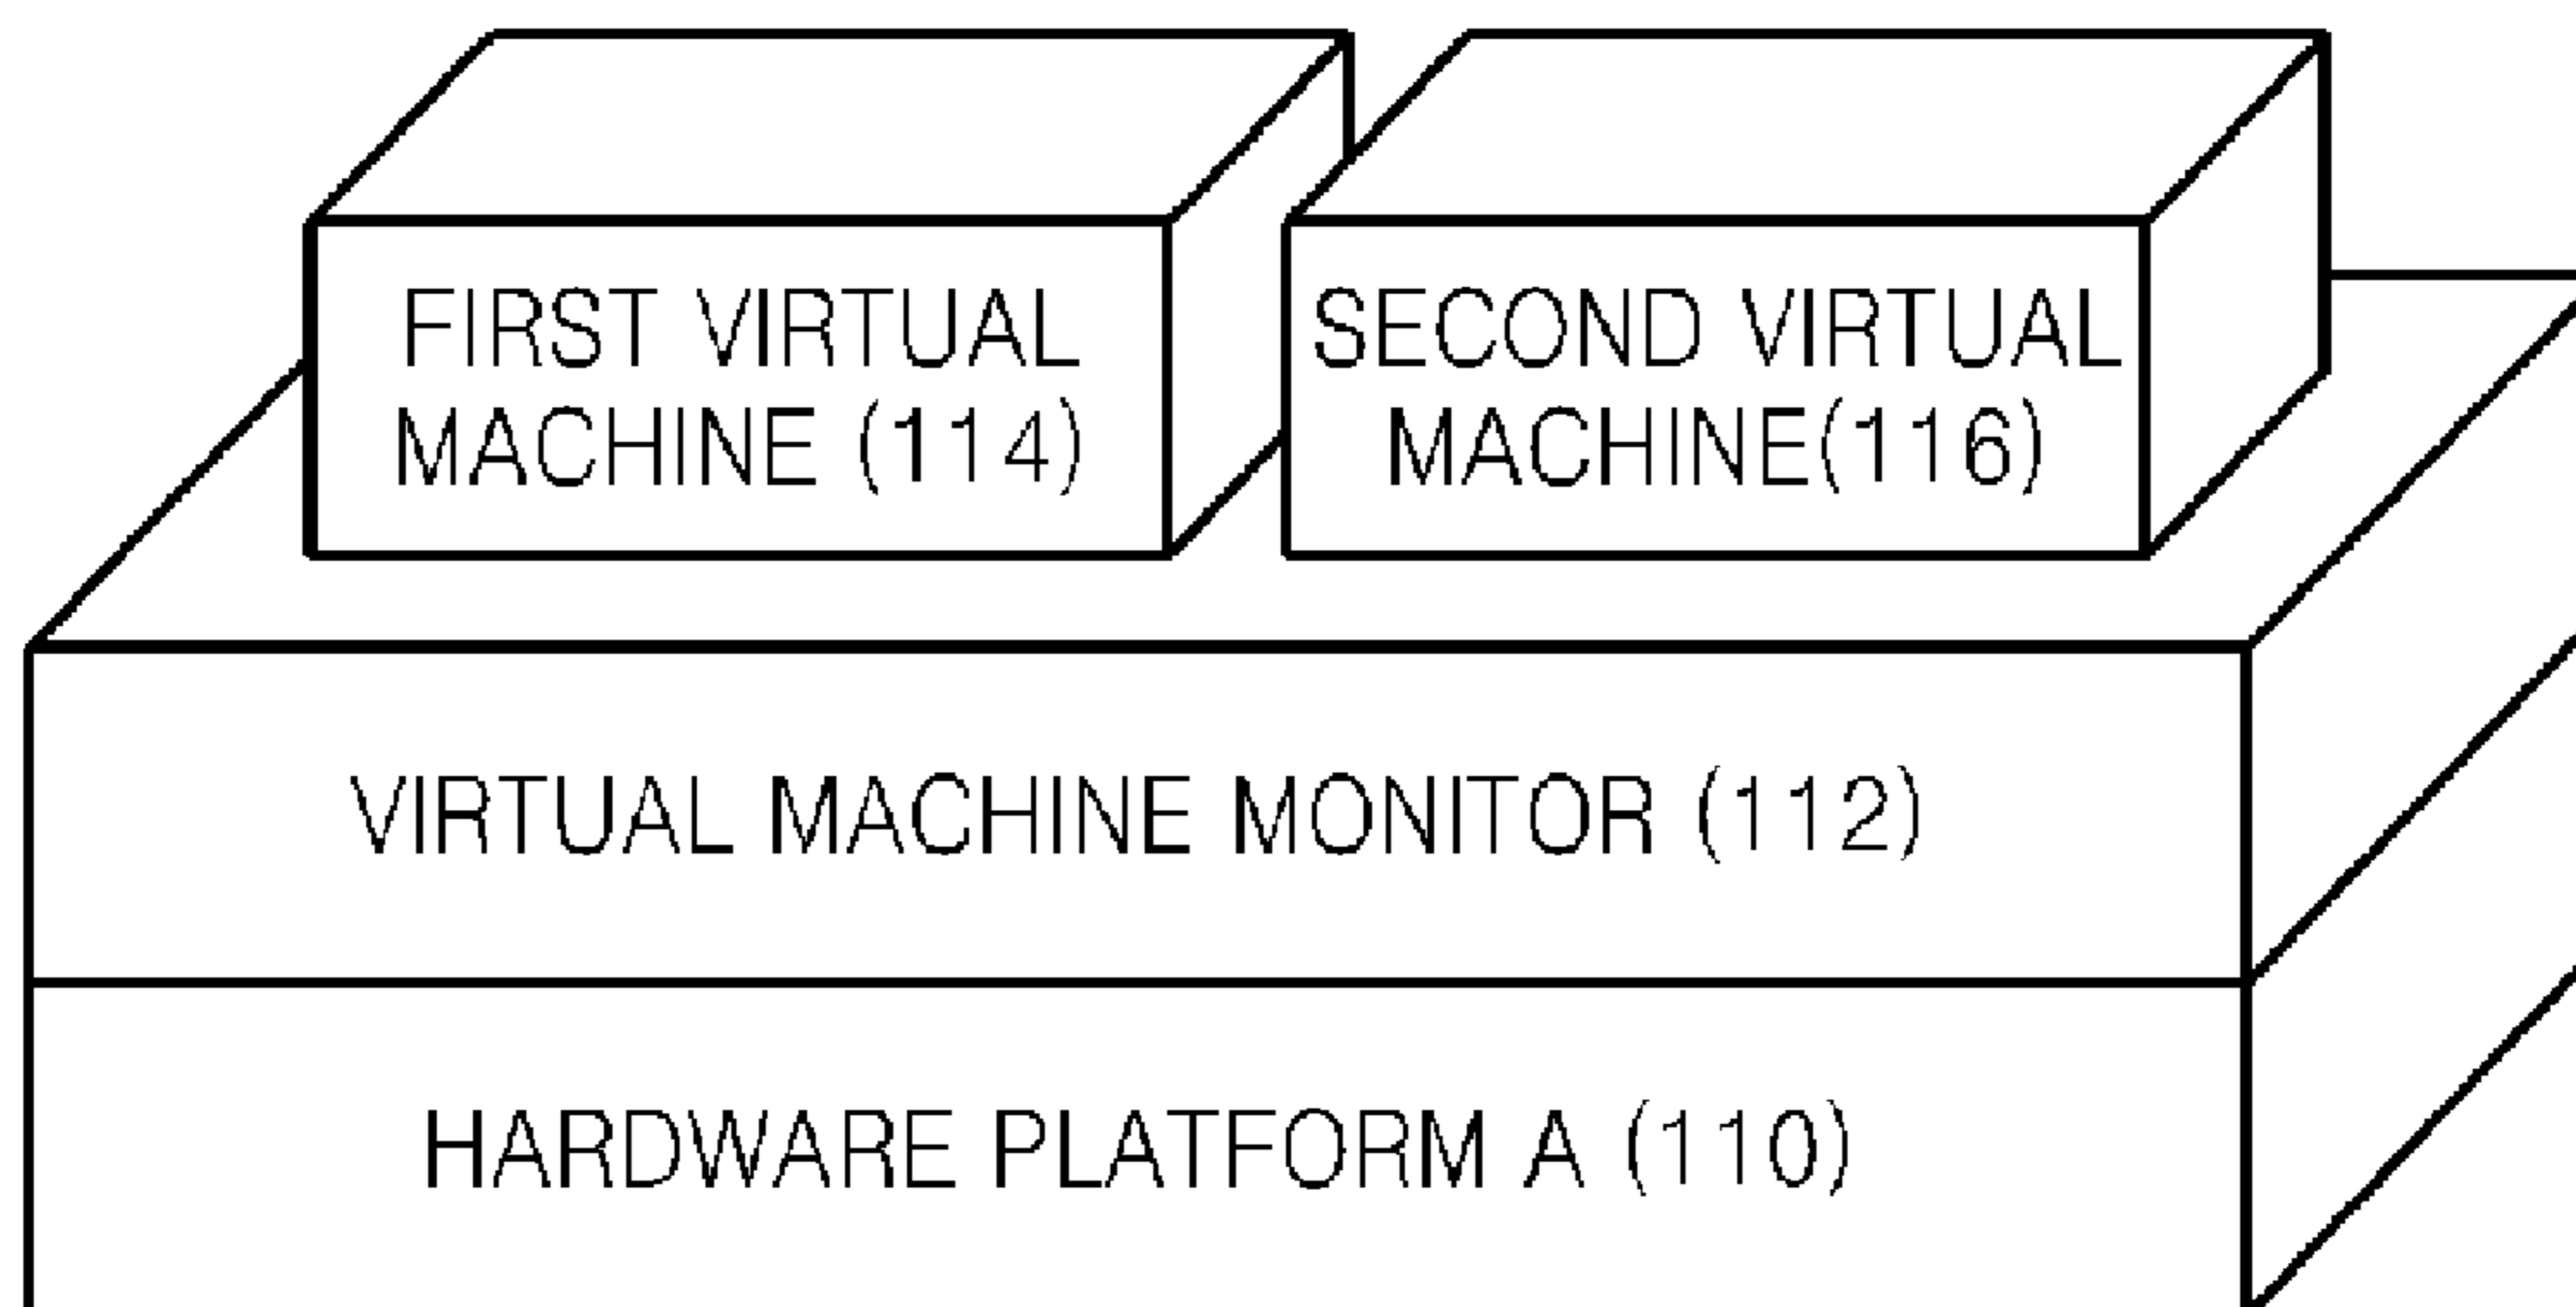 FIRST VIRTUAL
MACHINE (114)
SECOND VIRTUAL
MACHINE(116)
VIRTUAL MACHINE MONITOR (112)
HARDWARE PLATFORM A (110)